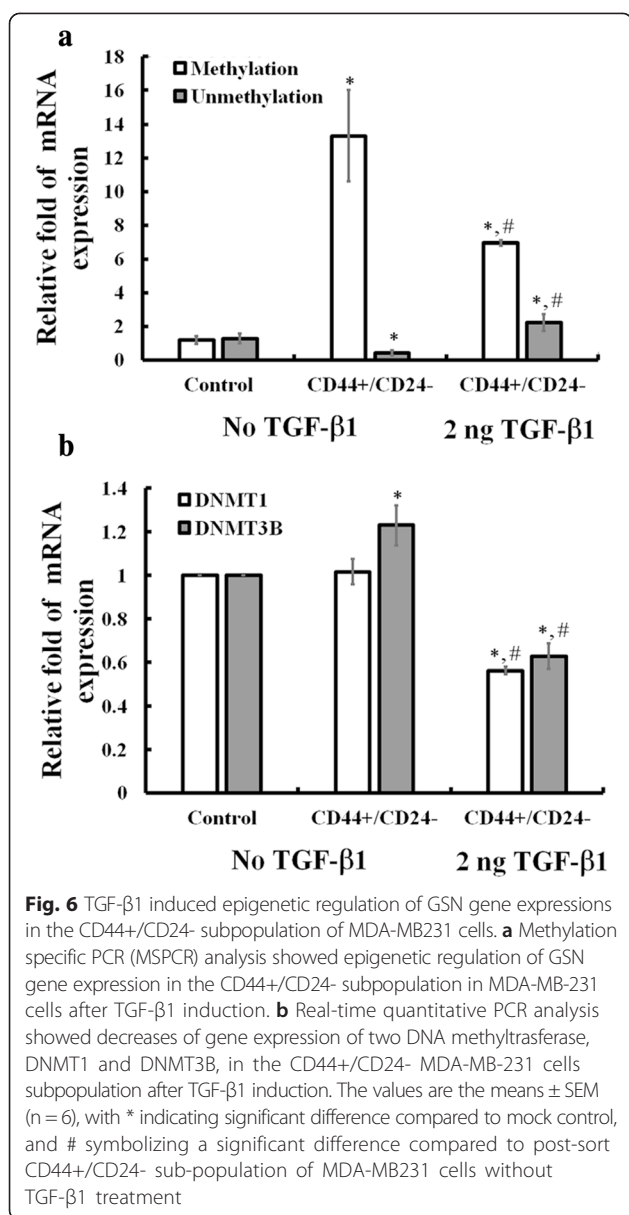 a
18
16
14
12
10
8
6
4
2
0
Relative fold of mRNA
expression
Methylation
Unmethylation
*
*
*,#
*,#
Control
CD44+/CD24-
CD44+/CD24-
No TGF-β1
2 ng TGF-β1
b
1.4
1.2
1
0.8
0.6
0.4
0.2
0
Relative fold of mRNA
expression
DNMT1
DNMT3B
*
*,#
*,#
Control
CD44+/CD24-
CD44+/CD24-
No TGF-β1
2 ng TGF-β1
Fig. 6 TGF-β1 induced epigenetic regulation of GSN gene expressions
in the CD44+/CD24- subpopulation of MDA-MB231 cells. a Methylation
specific PCR (MSPCR) analysis showed epigenetic regulation of GSN
gene expression in the CD44+/CD24- subpopulation in MDA-MB-231
cells after TGF-β1 induction. b Real-time quantitative PCR analysis
showed decreases of gene expression of two DNA methyltrasferase,
DNMT1 and DNMT3B, in the CD44+/CD24- MDA-MB-231 cells
subpopulation after TGF-β1 induction. The values are the means ± SEM
(n = 6), with * indicating significant difference compared to mock control,
and # symbolizing a significant difference compared to post-sort
CD44+/CD24- sub-population of MDA-MB231 cells without
TGF-β1 treatment